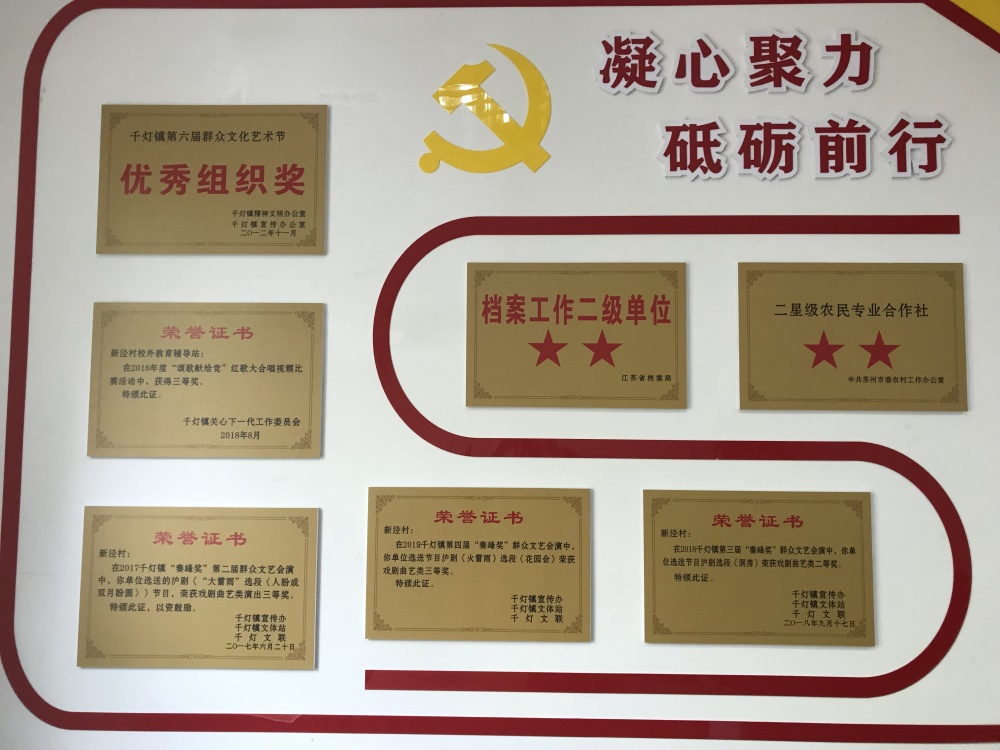 凝心聚力
砥砺前行
千灯镇第六届群众文化艺术节
优秀组织奖
千灯镇精神文明办公室
千灯镇宣传办公室
二〇一二年十一月
档案工作二级单位
江苏省档案局
二星级农民专业合作社
中共苏州市委农村工作办公室
荣誉证书
新泾村校外教育辅导站：
在2018年度“颂歌献给党”红歌大合唱视频比
赛活动中，获得三等奖。
特颁此证。
千灯镇关心下一代工作委员会
2018年8月
荣誉证书
新泾村：
在2017千灯镇“秦峰奖”第二届群众文艺会演
中，你单位选送的沪剧（“大雷雨”选段《人盼成
双月盼圆》）节目，荣获戏剧曲艺类演出三等奖。
特颁此证，以资鼓励。
千灯镇宣传办
千灯镇文体站
千灯文联
二〇一七年六月二十日
荣誉证书
新泾村：
在2019千灯镇第四届“秦峰奖”群众文艺会演中，
你单位选送节目沪剧《火雷雨》选段《花园会》荣获
戏剧曲艺类三等奖。
特颁此证。
千灯镇宣传办
千灯镇文体站
千灯文联
荣誉证书
新泾村：
在2018千灯镇第三届“秦峰奖”群众文艺会演中，你单
位选送节目沪剧选段《洞房》荣获戏剧曲艺类二等奖。
特颁此证。
千灯镇宣传办
千灯镇文体站
千灯文联
二〇一八年九月十七日